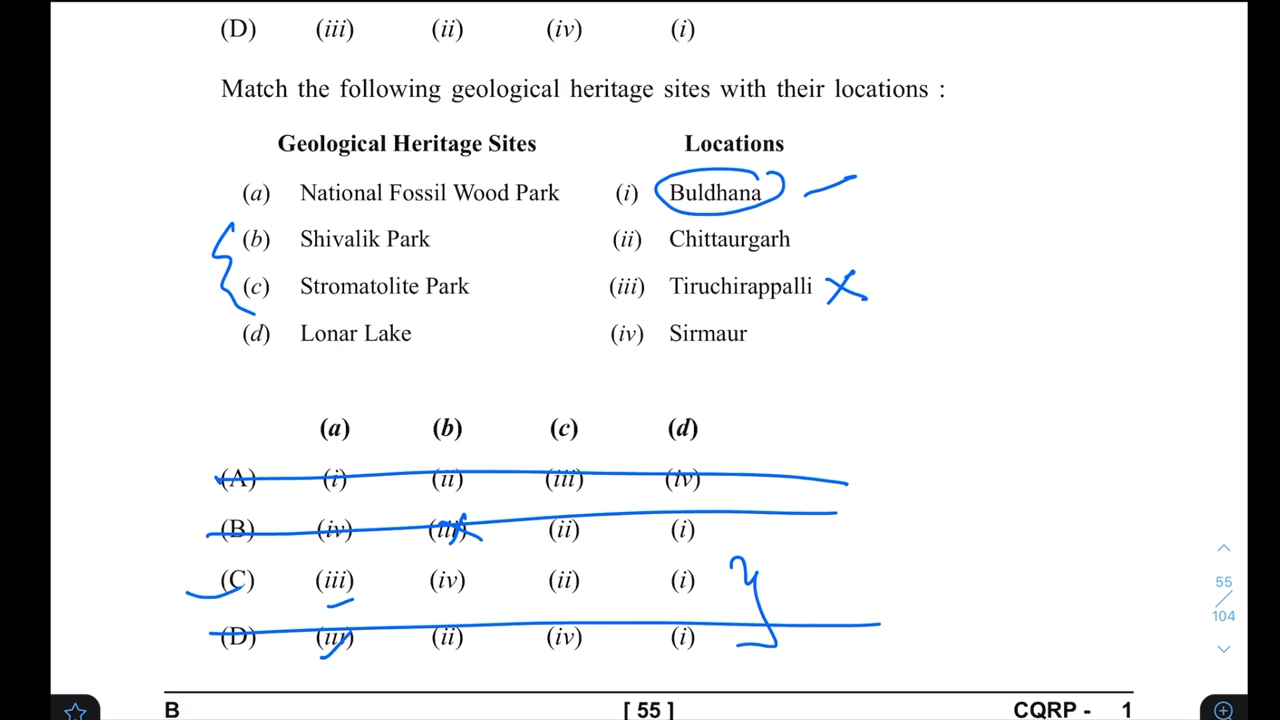 (D) (iii) (ii) (iv) (i)
Match the following geological heritage sites with their locations :
Geological Heritage Sites Locations
(a) National Fossil Wood Park (i) Buldhana
(b) Shivalik Park (ii) Chittaurgarh
(c) Stromatolite Park (iii) Tiruchirappalli
(d) Lonar Lake (iv) Sirmaur
(a) (b) (c) (d)
(A) (i) (ii) (iii) (iv)
(B) (iv) (iii) (ii) (i)
(C) (iii) (iv) (ii) (i)
(D) (iii) (ii) (iv) (i)
55
104
B [ 55 ] CQRP - 1